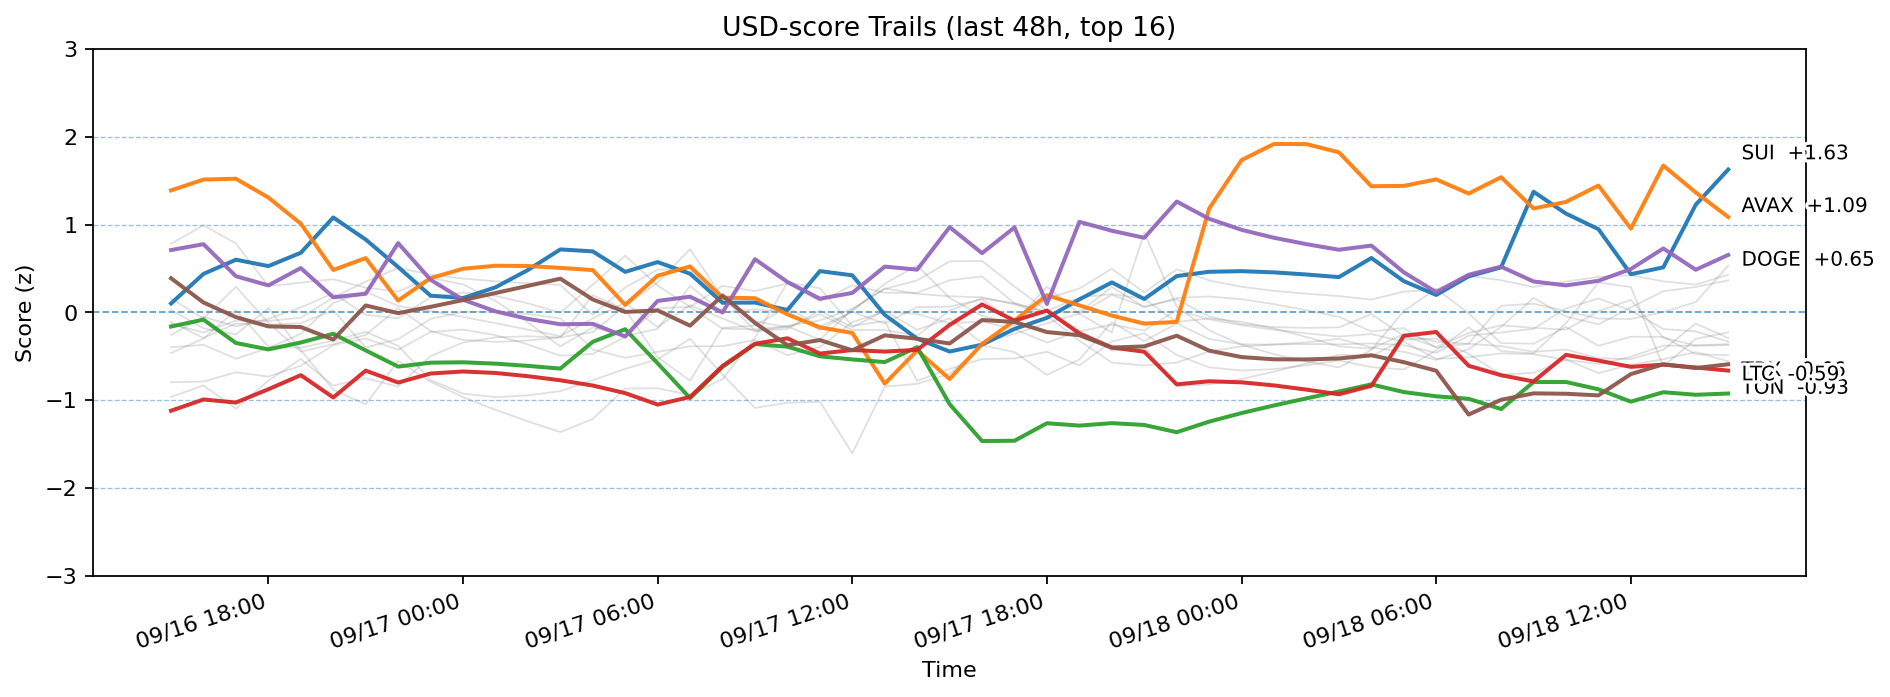 USD-score Trails (last 48h, top 16)
Score (z)
3
2
1
0
−1
−2
−3
SUI +1.63
AVAX +1.09
DOGE +0.65
LTC -0.59
TON -0.93
09/16 18:00
09/17 00:00
09/17 06:00
09/17 12:00
09/17 18:00
09/18 00:00
09/18 06:00
09/18 12:00
Time